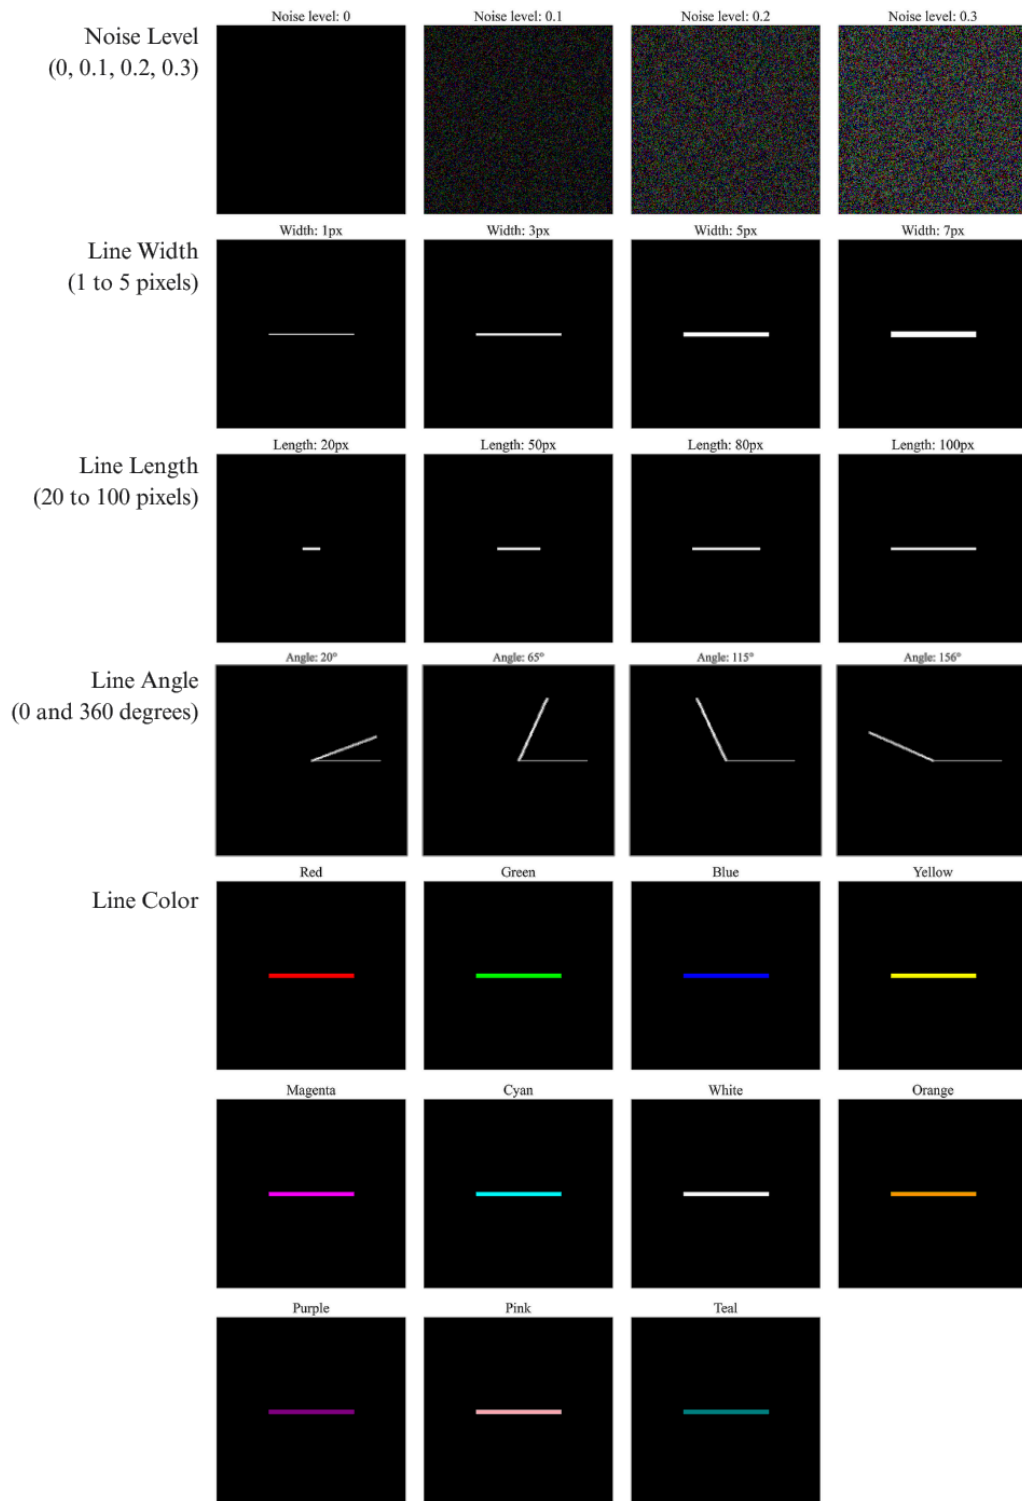 Noise Level
(0, 0.1, 0.2, 0.3)
Noise level: 0
Noise level: 0.1
Noise level: 0.2
Noise level: 0.3
Line Width
(1 to 5 pixels)
Width: 1px
Width: 3px
Width: 5px
Width: 7px
Line Length
(20 to 100 pixels)
Length: 20px
Length: 50px
Length: 80px
Length: 100px
Line Angle
(0 and 360 degrees)
Angle: 20°
Angle: 65°
Angle: 115°
Angle: 156°
Line Color
Red
Green
Blue
Yellow
Magenta
Cyan
White
Orange
Purple
Pink
Teal